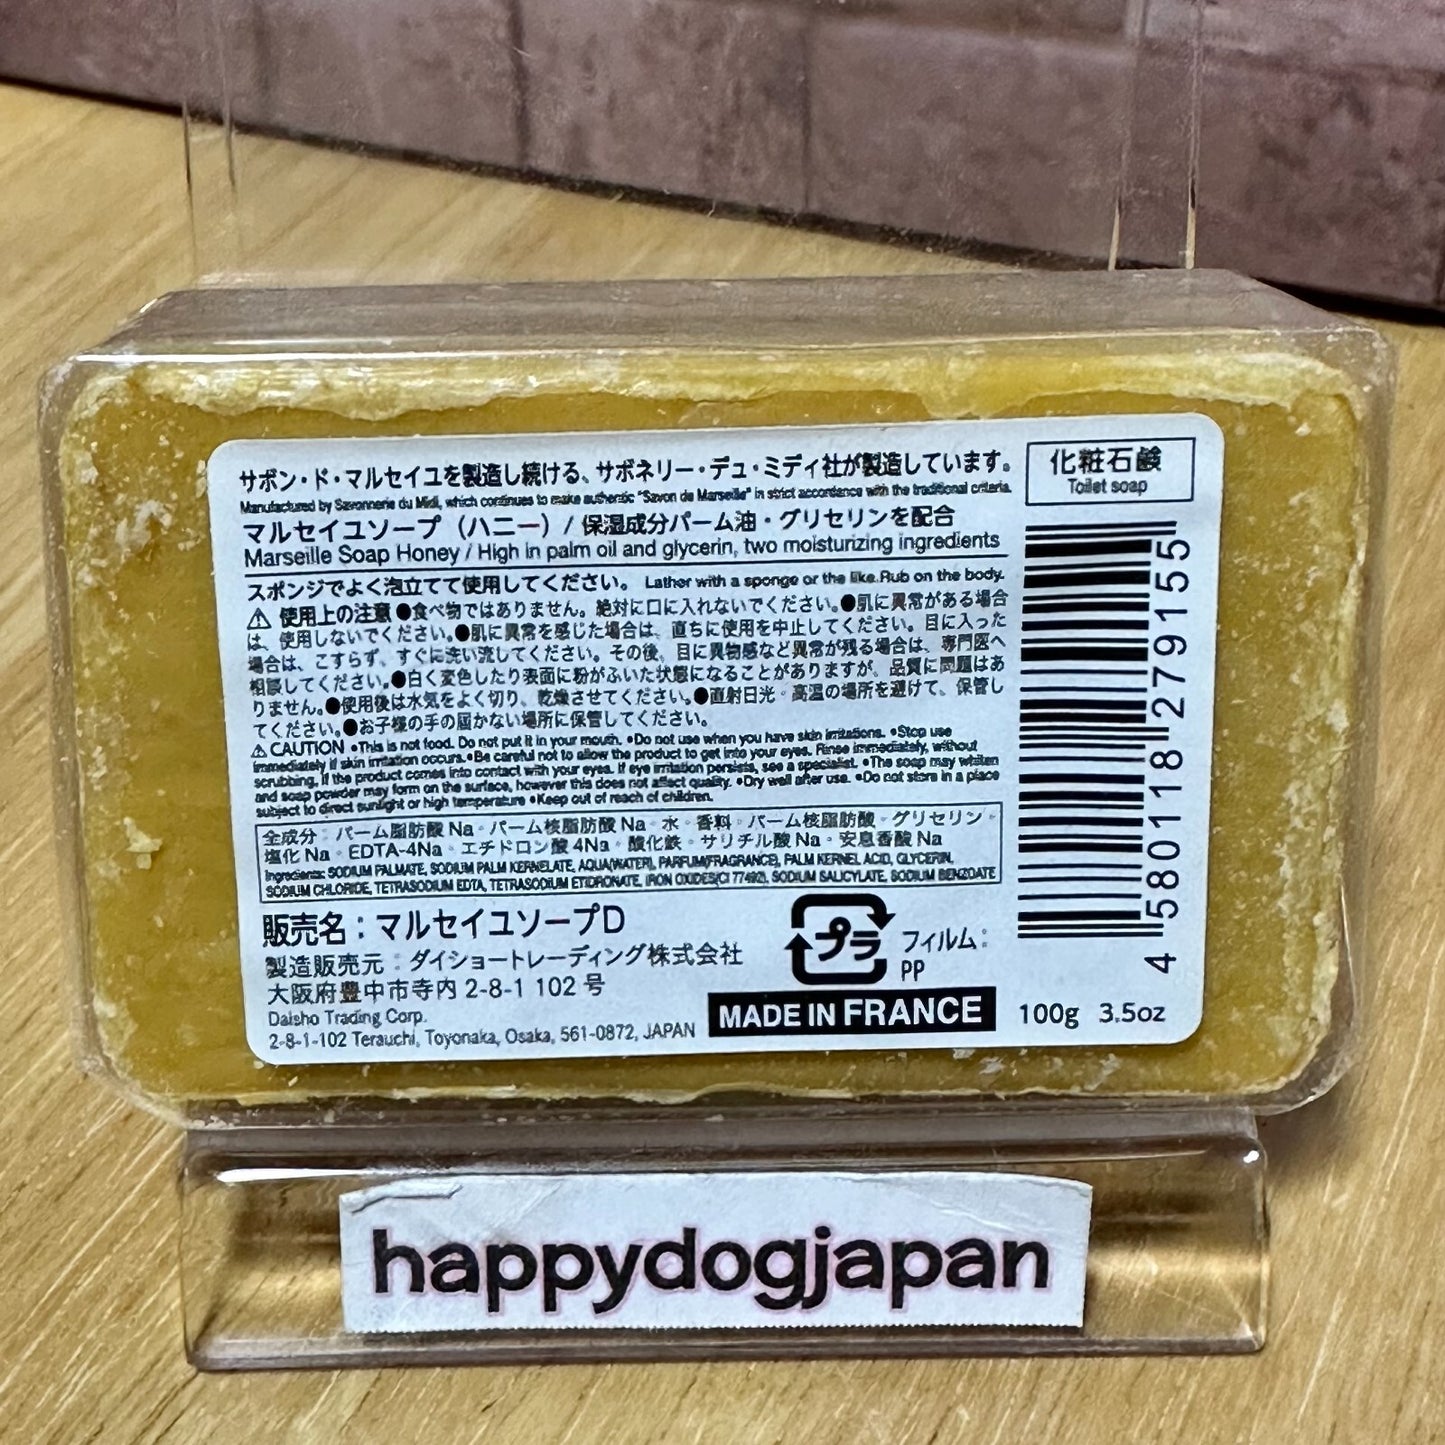 サボン・ド・マルセイユを製造し続ける、サボネリー・デュ・ミディ社が製造しています。
Manufactured by Savonnerie du Midi, which continues to make authentic "Savon de Marseille" in strict accordance with the traditional criteria.
化粧石鹸
Toilet soap
マルセイユソープ（ハニー）/ 保湿成分パーム油・グリセリンを配合
Marseille Soap Honey / High in palm oil and glycerin, two moisturizing ingredients
スポンジでよく泡立てて使用してください。 Lather with a sponge or the like.Rub on the body.
⚠ 使用上の注意 ●食べ物ではありません。絶対に口に入れないでください。●肌に異常がある場合
は、使用しないでください。●肌に異常を感じた場合は、直ちに使用を中止してください。目に入った
場合は、こすらず、すぐに洗い流してください。その後、目に異物感など異常が残る場合は、専門医へ
相談してください。●白く変色したり表面に粉がふいた状態になることがありますが、品質に問題はあ
りません。●使用後は水気をよく切り、乾燥させてください。●直射日光・高温の場所を避けて、保管し
てください。●お子様の手の届かない場所に保管してください。
⚠ CAUTION •This is not food. Do not put it in your mouth. •Do not use when you have skin irritations. •Stop use
immediately if skin irritation occurs.•Be careful not to allow the product to get into your eyes. Rinse immediately, without
scrubbing, if the product comes into contact with your eyes. If eye irritation persists, see a specialist. •The soap may whiten
and soap powder may form on the surface, however this does not affect quality. •Dry well after use. •Do not store in a place
subject to direct sunlight or high temperature •Keep out of reach of children.
全成分：パーム脂肪酸 Na・パーム核脂肪酸 Na・水・香料・パーム核脂肪酸・グリセリン・
塩化 Na・EDTA-4Na・エチドロン酸 4Na・酸化鉄・サリチル酸 Na・安息香酸 Na
Ingredients: SODIUM PALMATE, SODIUM PALM KERNELATE, AQUA(WATER), PARFUM(FRAGRANCE), PALM KERNEL ACID, GLYCERIN,
SODIUM CHLORIDE, TETRASODIUM EDTA, TETRASODIUM ETIDRONATE, IRON OXIDES(CI 77492), SODIUM SALICYLATE, SODIUM BENZOATE
販売名：マルセイユソープD
製造販売元：ダイショートレーディング株式会社
大阪府豊中市寺内 2-8-1 102 号
Daisho Trading Corp.
2-8-1-102 Terauchi, Toyonaka, Osaka, 561-0872, JAPAN
プラ
フィルム：
PP
MADE IN FRANCE
100g 3.5oz
4 580118 279155
happydogjapan